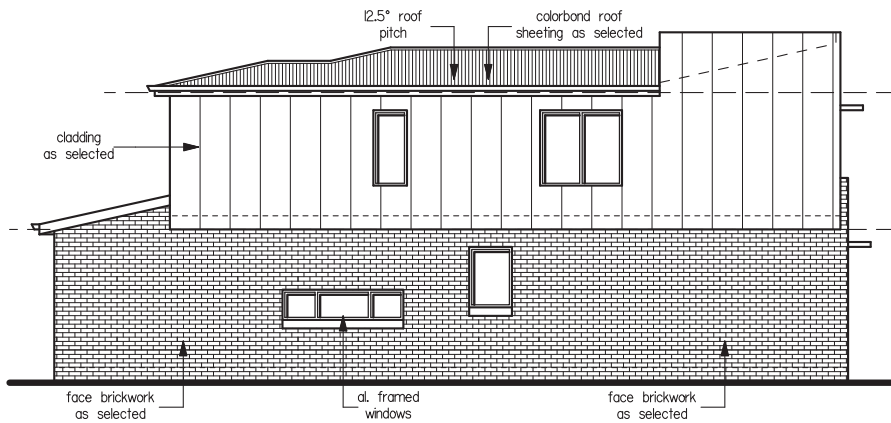 12.5° roof
pitch
colorbond roof
sheeting as selected
cladding
as selected
face brickwork
as selected
al. framed
windows
face brickwork
as selected